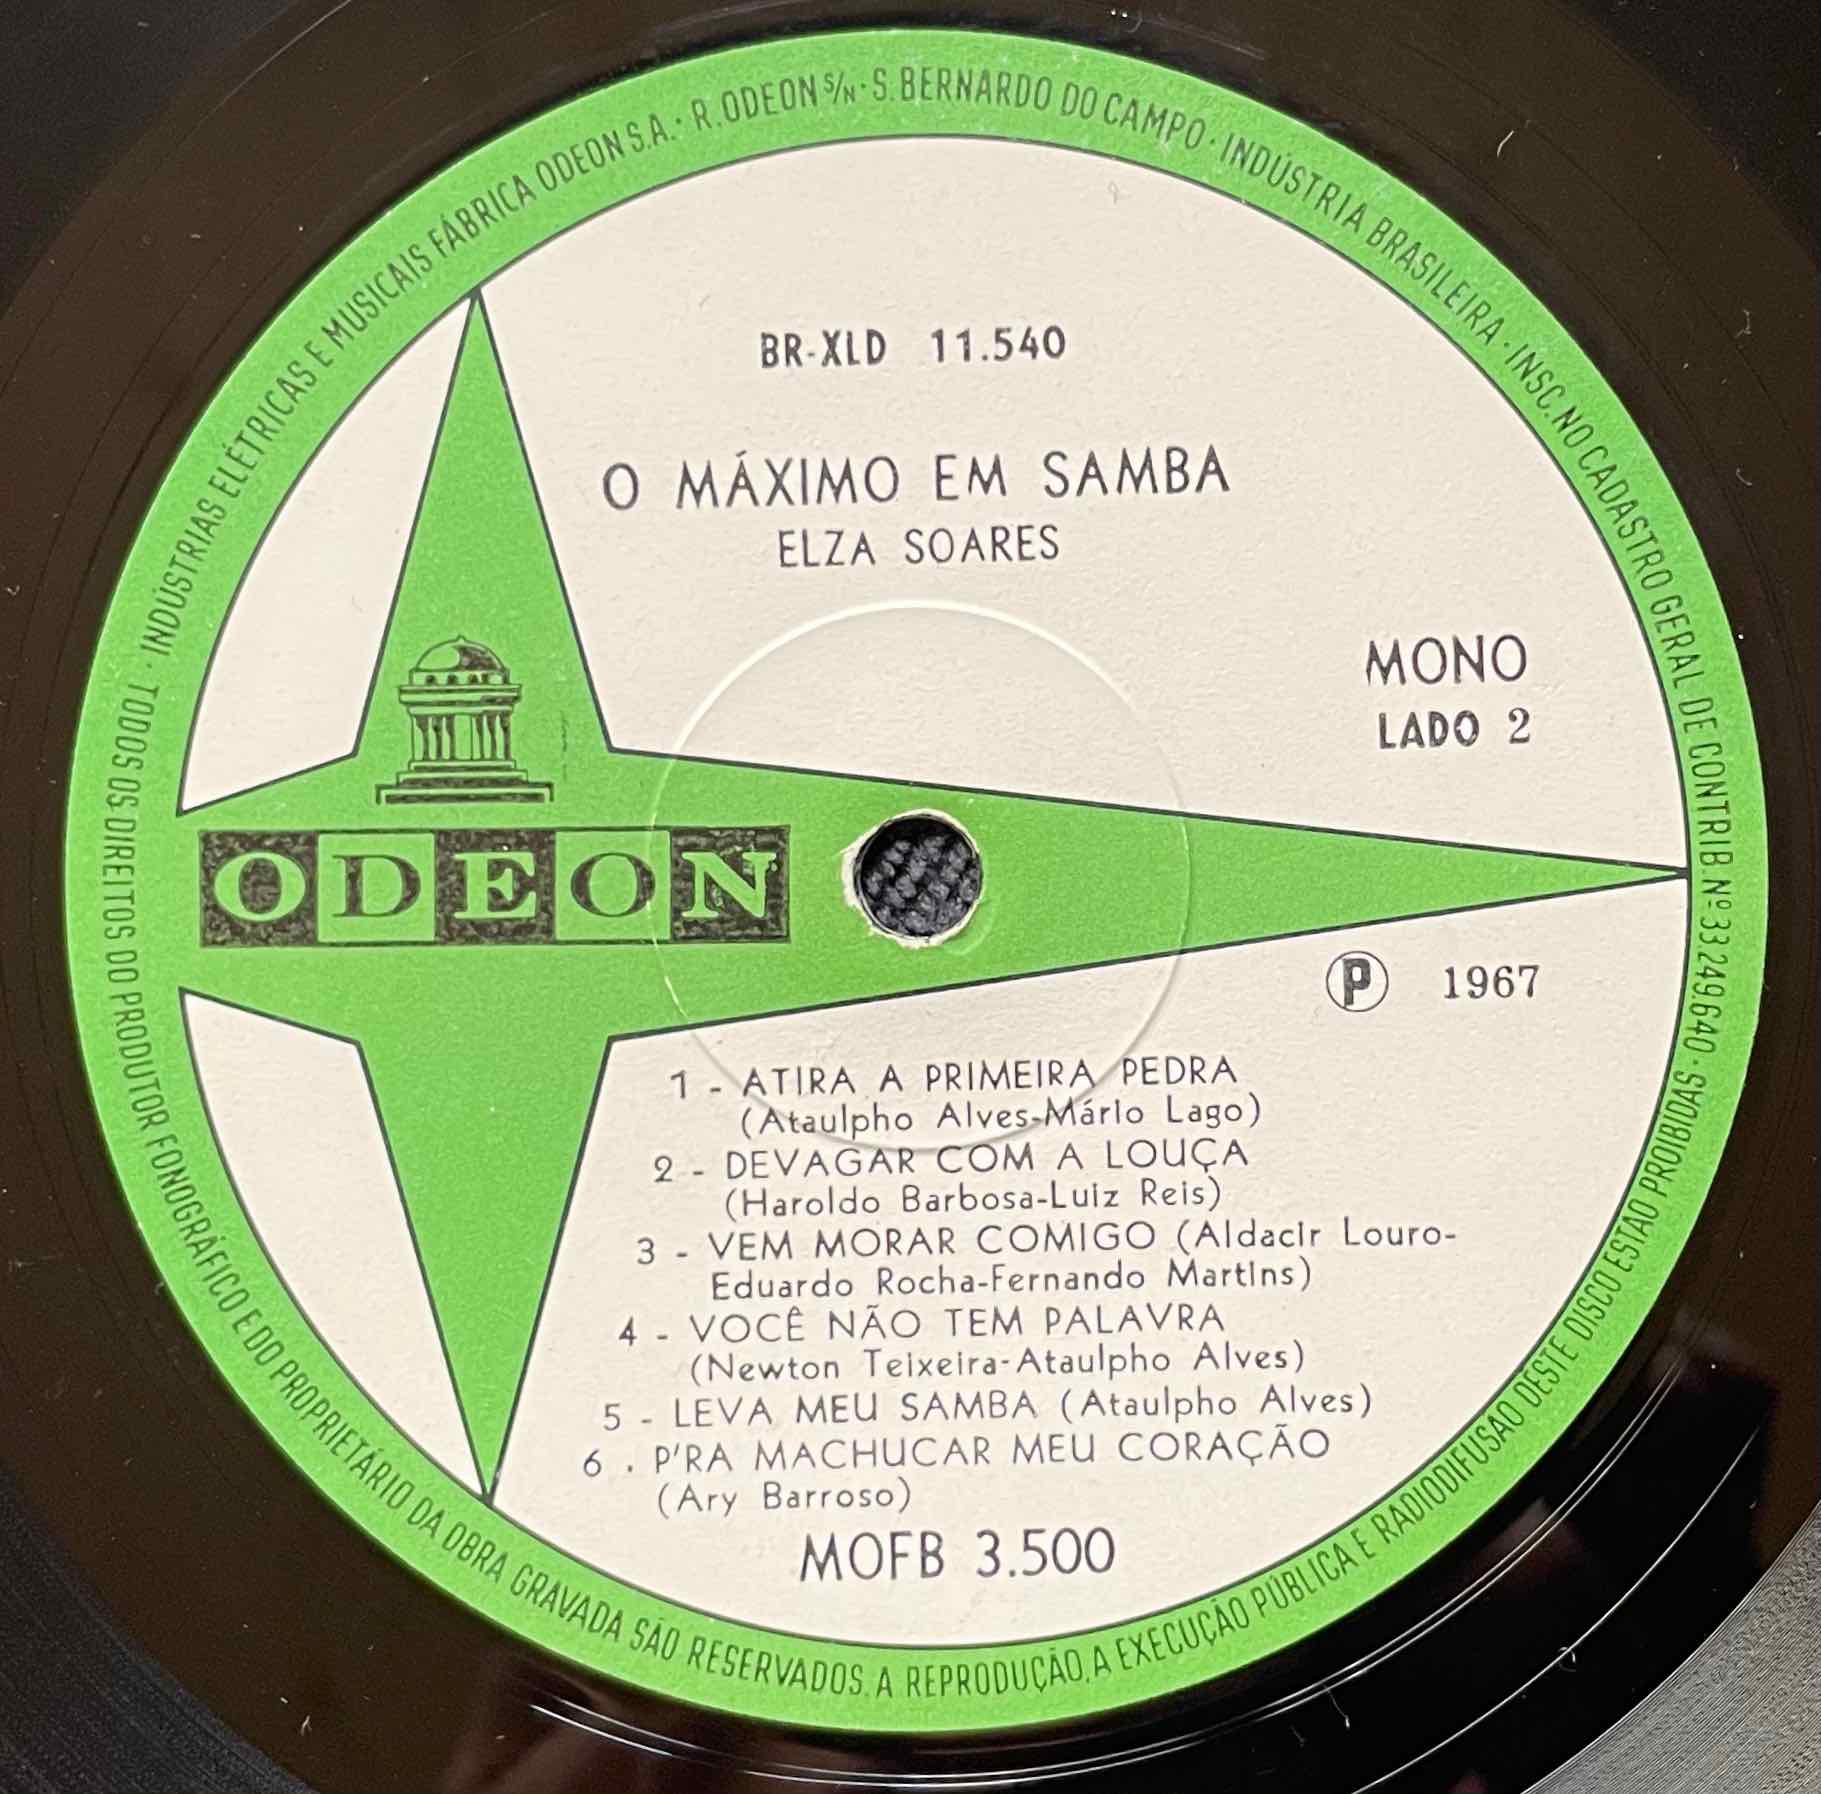 INDÚSTRIAS ELÉTRICAS E MUSICAIS FÁBRICA ODEON S.A. · R. ODEON S/N · S. BERNARDO DO CAMPO · INDÚSTRIA BRASILEIRA · INSC. NO CADASTRO GERAL DE CONTRIB. Nº 33.249.640 ·
BR-XLD 11.540
O MÁXIMO EM SAMBA
ELZA SOARES
MONO
LADO 2
ODEON
Ⓟ 1967
1 - ATIRA A PRIMEIRA PEDRA
(Ataulpho Alves-Márlo Lago)
2 - DEVAGAR COM A LOUÇA
(Haroldo Barbosa-Luiz Reis)
3 - VEM MORAR COMIGO (Aldacir Louro-
Eduardo Rocha-Fernando Martins)
4 - VOCÊ NÃO TEM PALAVRA
(Newton Teixeira-Ataulpho Alves)
5 - LEVA MEU SAMBA (Ataulpho Alves)
6 . P'RA MACHUCAR MEU CORAÇÃO
(Ary Barroso)
MOFB 3.500
TODOS OS DIREITOS DO PRODUTOR FONOGRÁFICO E DO PROPRIETÁRIO DA OBRA GRAVADA SÃO RESERVADOS. A REPRODUÇÃO, A EXECUÇÃO PÚBLICA E RADIODIFUSÃO DESTE DISCO ESTÃO PROIBIDAS ·